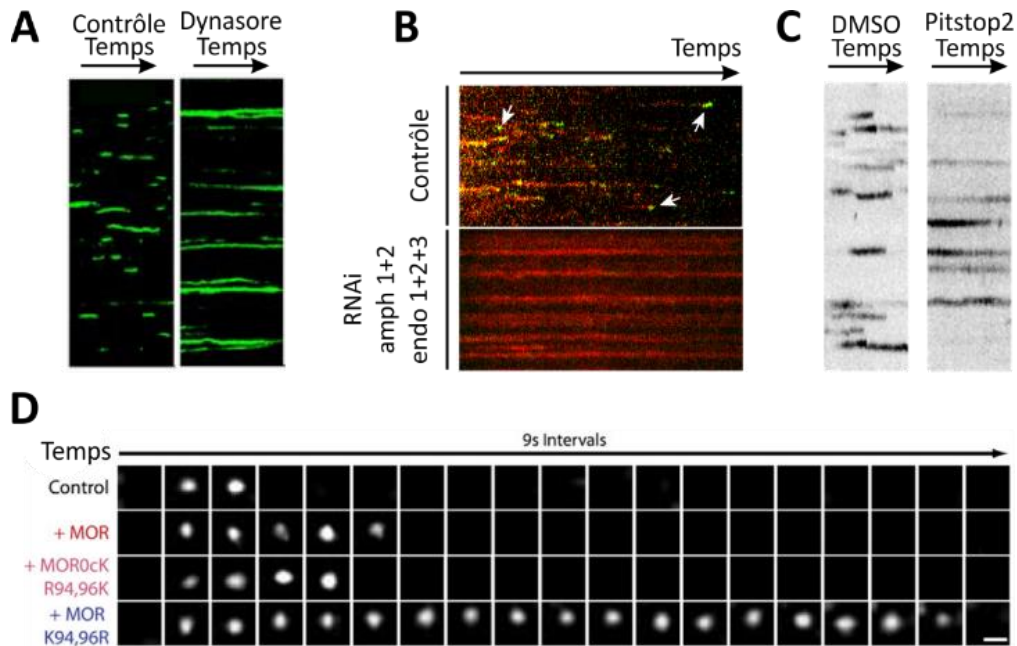 A
Contrôle
Temps
Dynasore
Temps
B
Temps
Contrôle
RNAi
amph 1+2
endo 1+2+3
C
DMSO
Temps
Pitstop2
Temps
D
Temps
9s Intervals
Control
+ MOR
+ MOR0cK
R94,96K
+ MOR
K94,96R